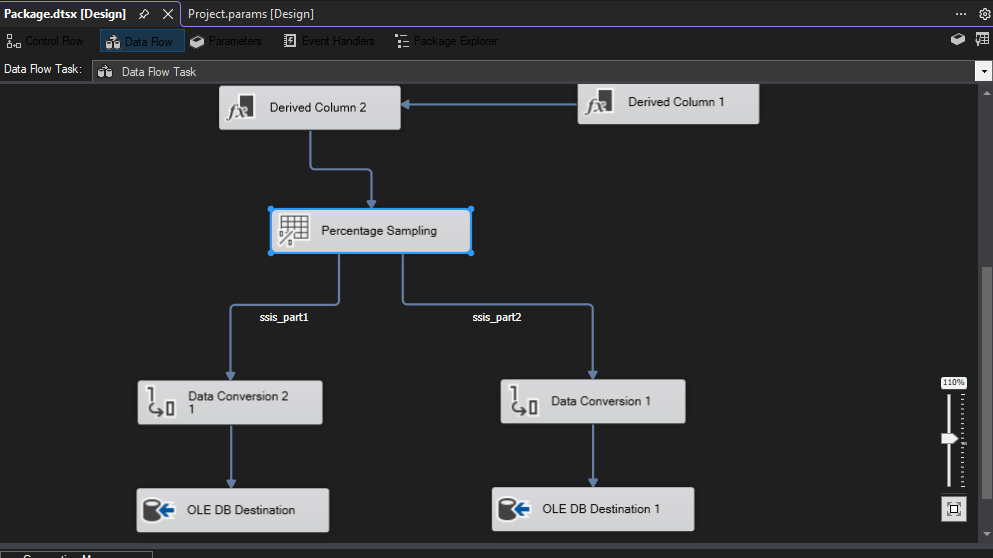 Package.dtsx [Design]
Project.params [Design]
Control Flow
Data Flow
Parameters
Event Handlers
Package Explorer
Data Flow Task:
Data Flow Task
Derived Column 2
Derived Column 1
Percentage Sampling
ssis_part1
ssis_part2
Data Conversion 2
1
Data Conversion 1
110%
OLE DB Destination
OLE DB Destination 1